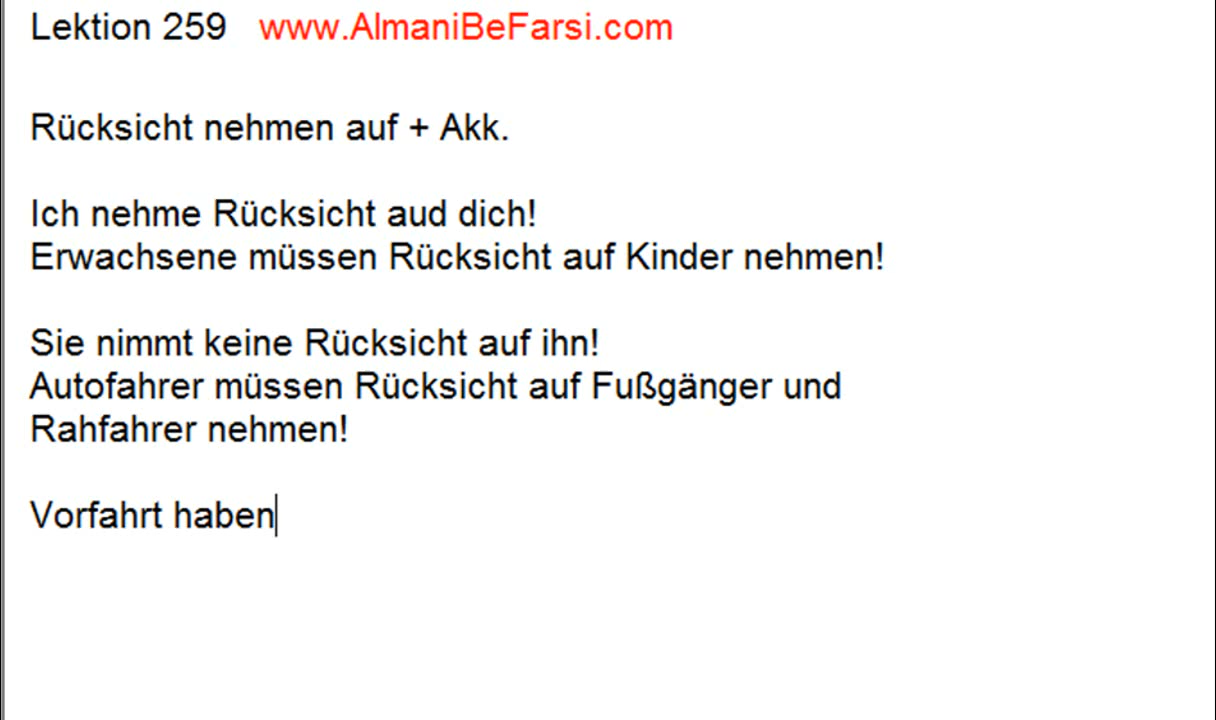 Lektion 259 www.AlmaniBeFarsi.com
Rücksicht nehmen auf + Akk.
Ich nehme Rücksicht aud dich!
Erwachsene müssen Rücksicht auf Kinder nehmen!
Sie nimmt keine Rücksicht auf ihn!
Autofahrer müssen Rücksicht auf Fußgänger und
Rahfahrer nehmen!
Vorfahrt haben